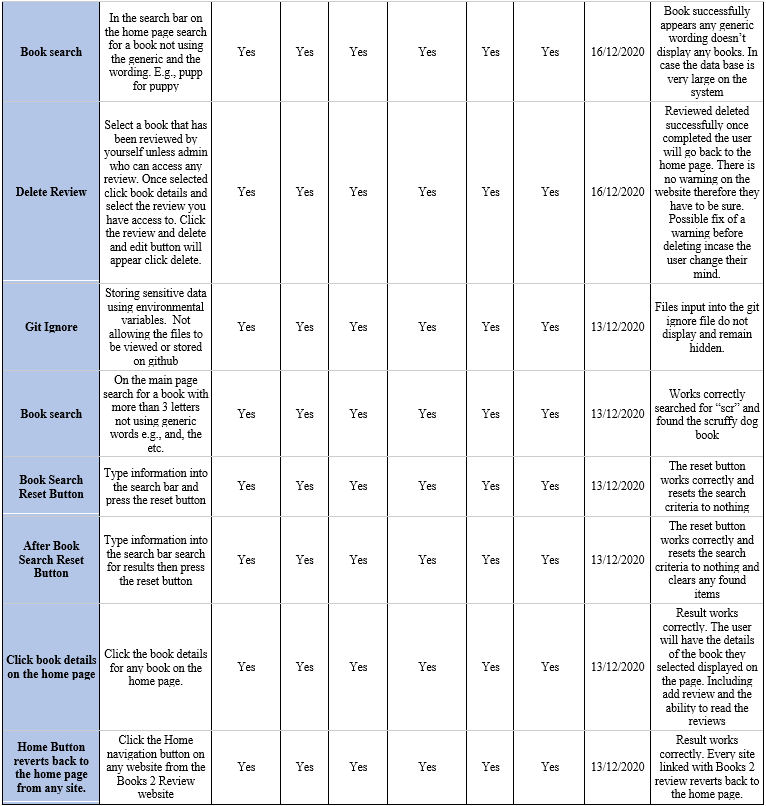 Book search
In the search bar on
the home page search
for a book not using
the generic and the
wording. E.g., pupp
for puppy
Yes
Yes
Yes
Yes
Yes
Yes
16/12/2020
Book successfully
appears any generic
wording doesn't
display any books. In
case the data base is
very large on the
system
Delete Review
Select a book that has
been reviewed by
yourself unless admin
who can access any
review. Once selected
click book details and
select the review you
have access to. Click
the review and delete
and edit button will
appear click delete.
Yes
Yes
Yes
Yes
Yes
Yes
16/12/2020
Reviewed deleted
successfully once
completed the user
will go back to the
home page. There is
no warning on the
website therefore they
have to be sure.
Possible fix of a
warning before
deleting incase the
user change their
mind.
Git Ignore
Storing sensitive data
using environmental
variables. Not
allowing the files to
be viewed or stored
on github
Yes
Yes
Yes
Yes
Yes
Yes
13/12/2020
Files input into the git
ignore file do not
display and remain
hidden.
Book search
On the main page
search for a book with
more than 3 letters
not using generic
words e.g., and, the
etc.
Yes
Yes
Yes
Yes
Yes
Yes
13/12/2020
Works correctly
searched for “scr” and
found the scruffy dog
book
Book Search
Reset Button
Type information into
the search bar and
press the reset button
Yes
Yes
Yes
Yes
Yes
Yes
13/12/2020
The reset button
works correctly and
resets the search
criteria to nothing
After Book
Search Reset
Button
Type information into
the search bar search
for results then press
the reset button
Yes
Yes
Yes
Yes
Yes
Yes
13/12/2020
The reset button
works correctly and
resets the search
criteria to nothing and
clears any found
items
Click book details
on the home page
Click the book details
for any book on the
home page.
Yes
Yes
Yes
Yes
Yes
Yes
13/12/2020
Result works
correctly. The user
will have the details
of the book they
selected displayed on
the page. Including
add review and the
ability to read the
reviews
Home Button
reverts back to
the home page
from any site.
Click the Home
navigation button on
any website from the
Books 2 Review
website
Yes
Yes
Yes
Yes
Yes
Yes
13/12/2020
Result works
correctly. Every site
linked with Books 2
review reverts back to
the home page.